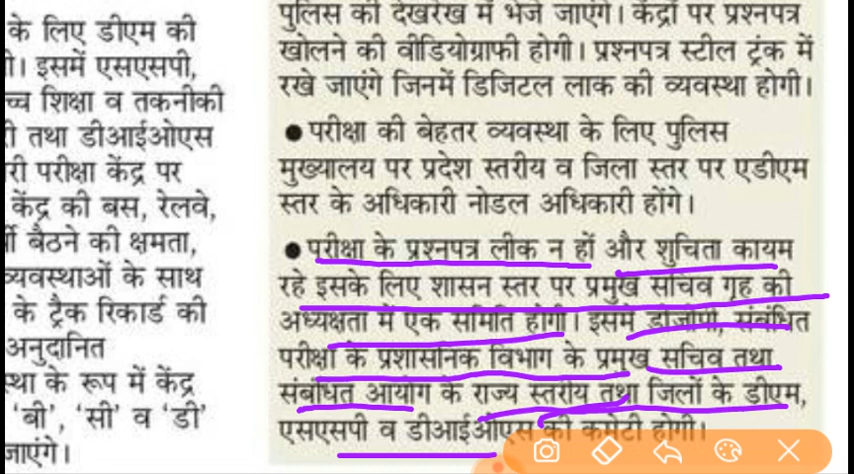 के लिए डीएम की
ी। इसमें एसएसपी,
च्च शिक्षा व तकनीकी
ी तथा डीआईओएस
री परीक्षा केंद्र पर
केंद्र की बस, रेलवे,
बैठने की क्षमता,
व्यवस्थाओं के साथ
के ट्रैक रिकार्ड की
अनुदानित
स्था के रूप में केंद्र
‘बी’, ‘सी’ व ‘डी’
जाएंगे।
पुलिस की देखरेख में भेजे जाएंगे। केंद्रों पर प्रश्नपत्र
खोलने की वीडियोग्राफी होगी। प्रश्नपत्र स्टील ट्रंक में
रखे जाएंगे जिनमें डिजिटल लाक की व्यवस्था होगी।
● परीक्षा की बेहतर व्यवस्था के लिए पुलिस
मुख्यालय पर प्रदेश स्तरीय व जिला स्तर पर एडीएम
स्तर के अधिकारी नोडल अधिकारी होंगे।
● परीक्षा के प्रश्नपत्र लीक न हों और शुचिता कायम
रहे इसके लिए शासन स्तर पर प्रमुख सचिव गृह की
अध्यक्षता में एक समिति होगी। इसमें डीजीपी, संबंधित
परीक्षा के प्रशासनिक विभाग के प्रमुख सचिव तथा
संबंधित आयोग के राज्य स्तरीय तथा जिलों के डीएम,
एसएसपी व डीआईओएस की कमेटी होगी।